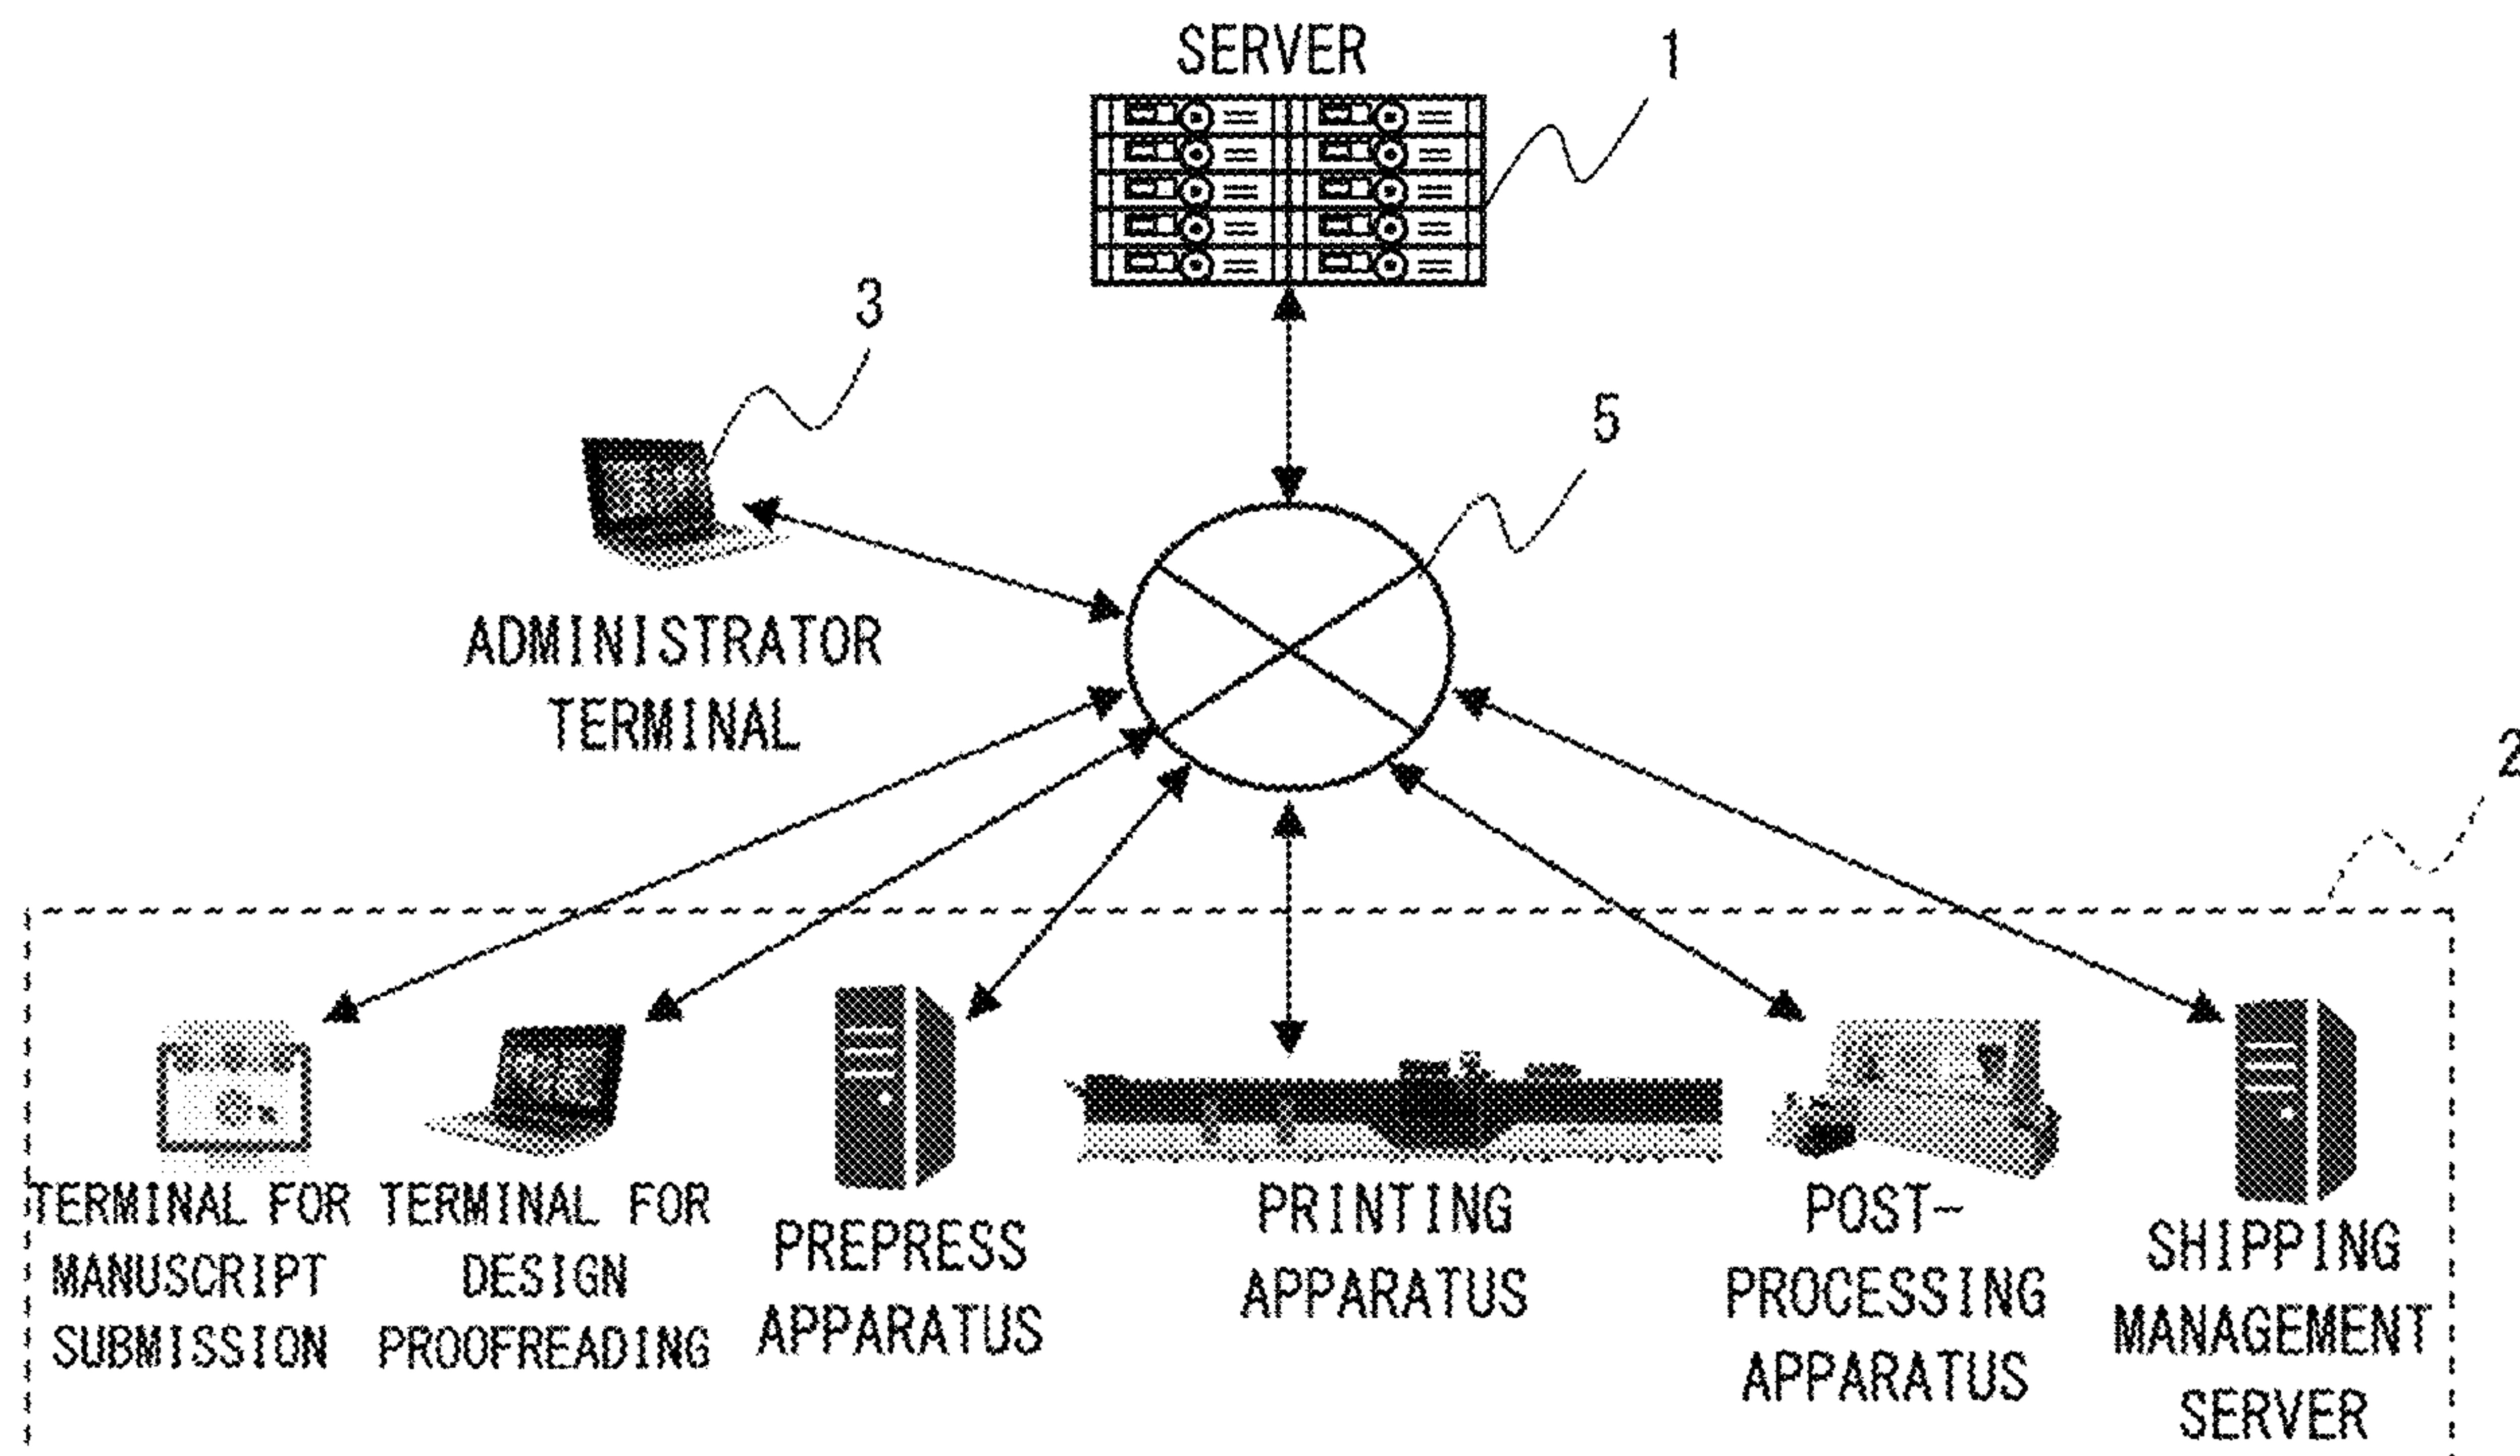 SERVER
1
3
5
ADMINISTRATOR
TERMINAL
2
TERMINAL FOR
MANUSCRIPT
SUBMISSION
TERMINAL FOR
DESIGN
PROOFREADING
PREPRESS
APPARATUS
PRINTING
APPARATUS
POST-
PROCESSING
APPARATUS
SHIPPING
MANAGEMENT
SERVER